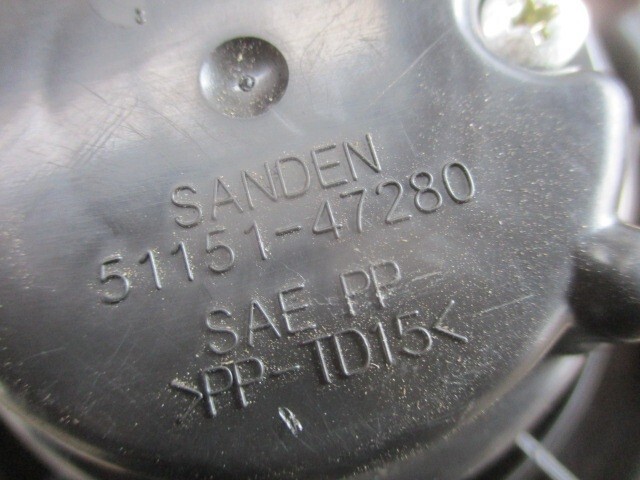 SANDEN
51151-47280
SAE PP-
>PP-TD15<